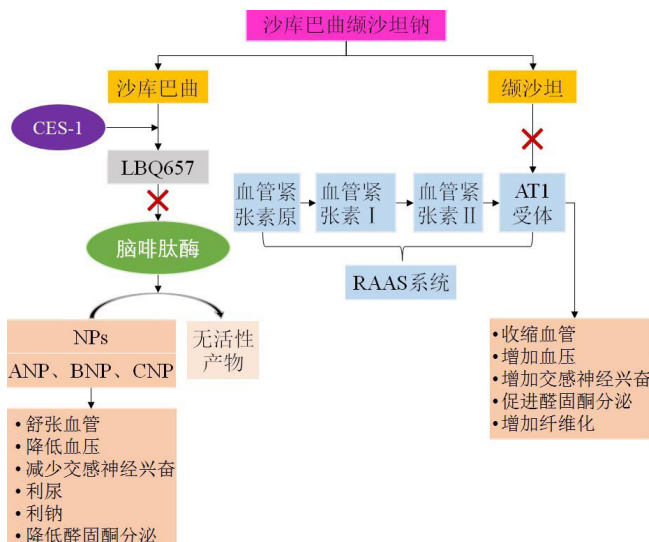 沙库巴曲缬沙坦钠
沙库巴曲
缬沙坦
CES-1
LBQ657
血管紧
张素原
血管紧
张素Ⅰ
血管紧
张素Ⅱ
AT1
受体
脑啡肽酶
RAAS系统
NPs
ANP、BNP、CNP
无活性
产物
•收缩血管
•增加血压
•增加交感神经兴奋
•促进醛固酮分泌
•增加纤维化
•舒张血管
•降低血压
•减少交感神经兴奋
•利尿
•利钠
•降低醛固酮分泌